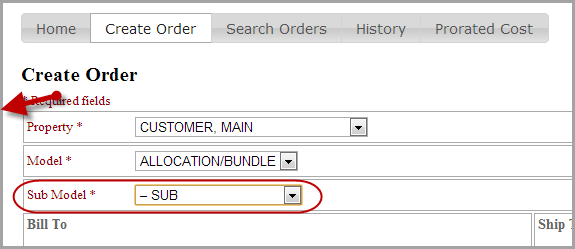 Home Create Order Search Orders History Prorated Cost
Create Order
* Required fields
Property * CUSTOMER, MAIN
Model * ALLOCATION/BUNDLE
Sub Model * – SUB
Bill To Ship